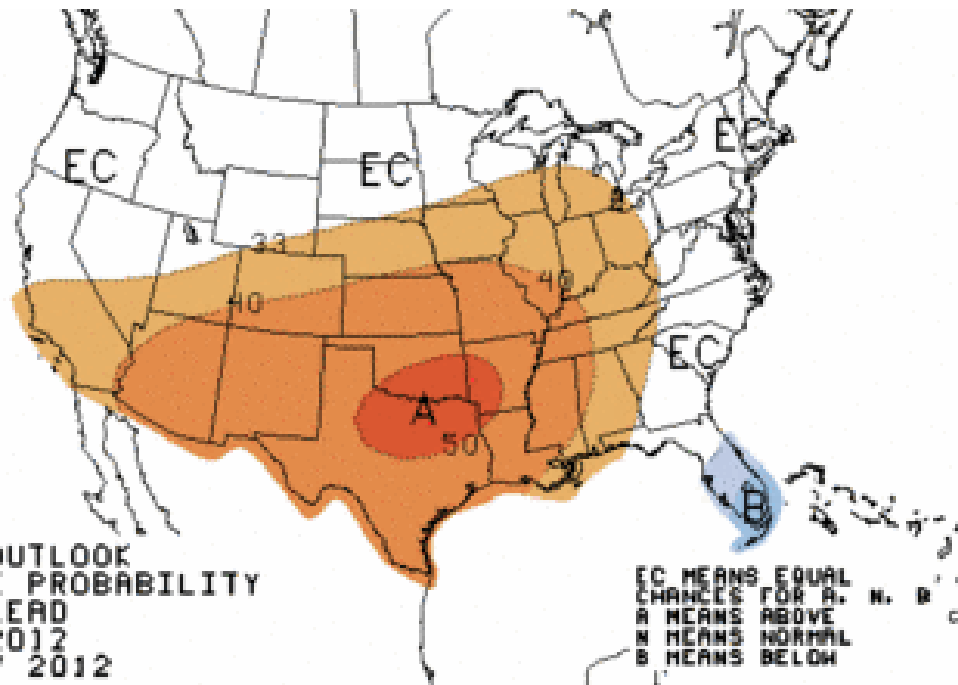 EC
EC
EC
33
40
40
EC
A
50
B
OUTLOOK
PROBABILITY
LEAD
2012
2012
EC MEANS EQUAL
CHANCES FOR A, N, B
A MEANS ABOVE
N MEANS NORMAL
B MEANS BELOW
C